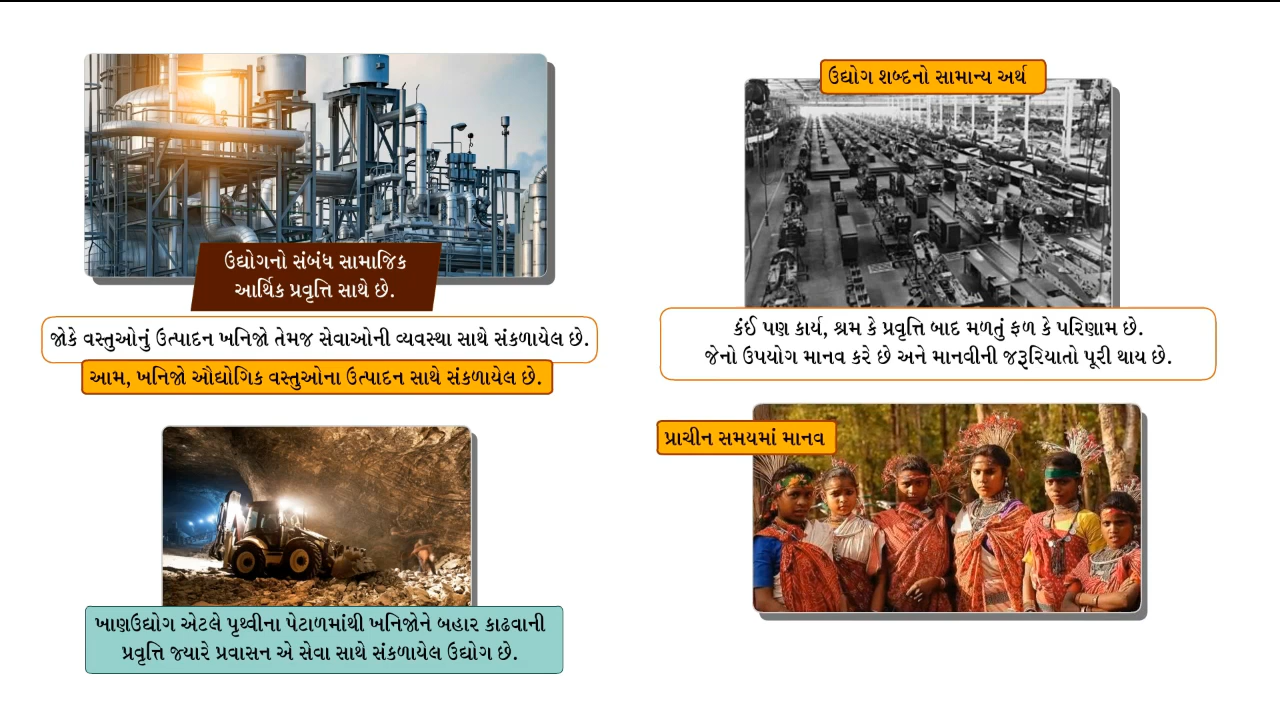 ઉદ્યોગનો સંબંધ સામાજિક
આર્થિક પ્રવૃત્તિ સાથે છે.
જોકે વસ્તુઓનું ઉત્પાદન ખનિજો તેમજ સેવાઓની વ્યવસ્થા સાથે સંકળાયેલ છે.
આમ, ખનિજો ઔદ્યોગિક વસ્તુઓના ઉત્પાદન સાથે સંકળાયેલ છે.
ખાણઉદ્યોગ એટલે પૃથ્વીના પેટાળમાંથી ખનિજોને બહાર કાઢવાની
પ્રવૃત્તિ જ્યારે પ્રવાસન એ સેવા સાથે સંકળાયેલ ઉદ્યોગ છે.
ઉદ્યોગ શબ્દનો સામાન્ય અર્થ
કંઈ પણ કાર્ય, શ્રમ કે પ્રવૃત્તિ બાદ મળતું ફળ કે પરિણામ છે.
જેનો ઉપયોગ માનવ કરે છે અને માનવીની જરૂરિયાતો પૂરી થાય છે.
પ્રાચીન સમયમાં માનવ